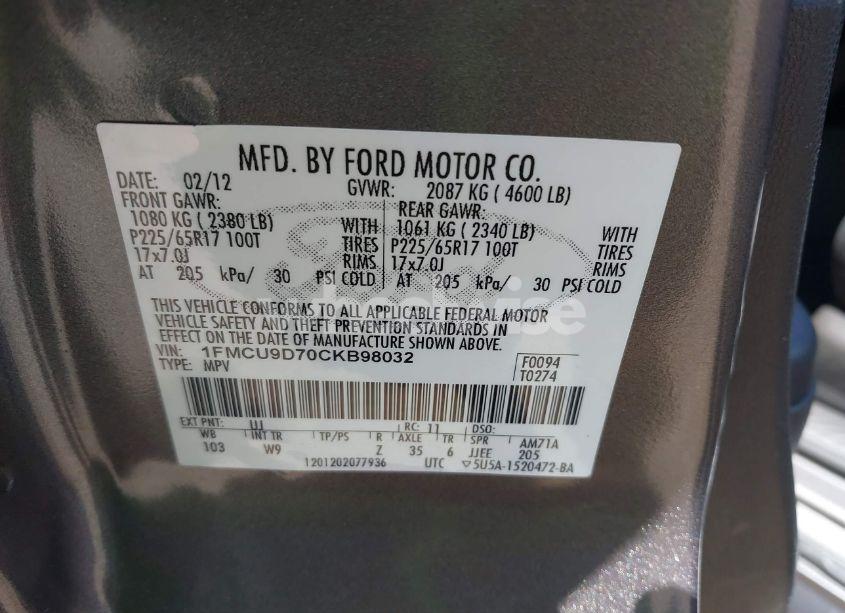 MFD. BY FORD MOTOR CO.
DATE: 02/12 GVWR: 2087 KG ( 4600 LB)
FRONT GAWR: REAR GAWR:
1080 KG ( 2380 LB) WITH 1061 KG ( 2340 LB) WITH
P225/65R17 100T TIRES P225/65R17 100T TIRES
17x7.0J RIMS 17x7.0J RIMS
AT 205 kPa/ 30 PSI COLD AT 205 kPa/ 30 PSI COLD
THIS VEHICLE CONFORMS TO ALL APPLICABLE FEDERAL MOTOR
VEHICLE SAFETY AND THEFT PREVENTION STANDARDS IN
EFFECT ON THE DATE OF MANUFACTURE SHOWN ABOVE.
VIN: 1FMCU9D70CKB98032 F0094
TYPE: MPV T0274
EXT PNT: UJ RC: 11 DSO:
WB INT TR TP/PS R AXLE TR SPR AM71A
103 W9 Z 35 6 JJEE 205
1201202077936 UTC ▽5U5A-1520472-BA